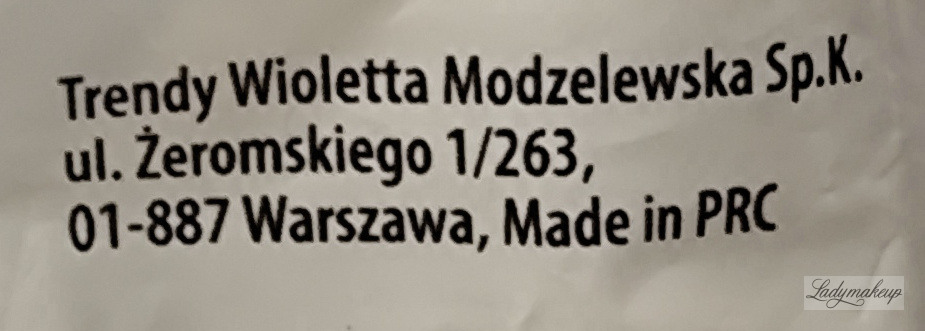 Trendy Wioletta Modzelewska Sp.K.
ul. Żeromskiego 1/263,
01-887 Warszawa, Made in PRC
Ladymakeup